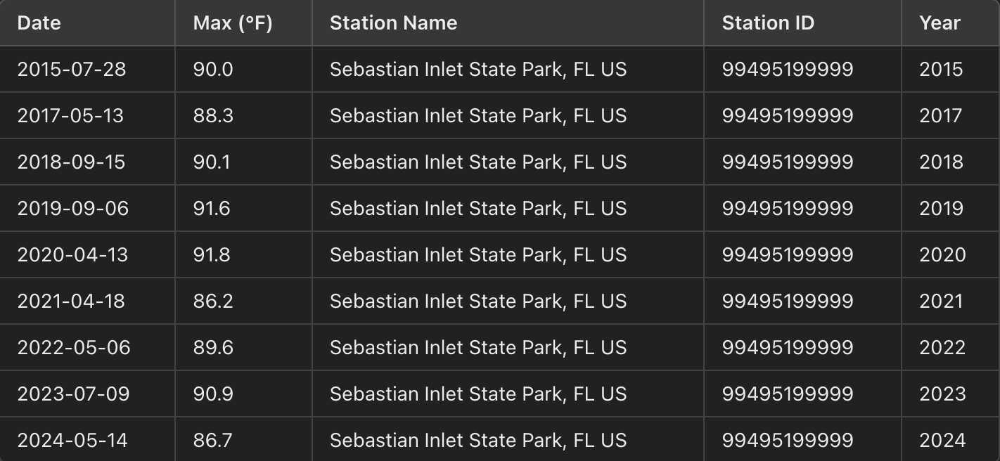 Date Max (°F) Station Name Station ID Year
2015-07-28 90.0 Sebastian Inlet State Park, FL US 99495199999 2015
2017-05-13 88.3 Sebastian Inlet State Park, FL US 99495199999 2017
2018-09-15 90.1 Sebastian Inlet State Park, FL US 99495199999 2018
2019-09-06 91.6 Sebastian Inlet State Park, FL US 99495199999 2019
2020-04-13 91.8 Sebastian Inlet State Park, FL US 99495199999 2020
2021-04-18 86.2 Sebastian Inlet State Park, FL US 99495199999 2021
2022-05-06 89.6 Sebastian Inlet State Park, FL US 99495199999 2022
2023-07-09 90.9 Sebastian Inlet State Park, FL US 99495199999 2023
2024-05-14 86.7 Sebastian Inlet State Park, FL US 99495199999 2024